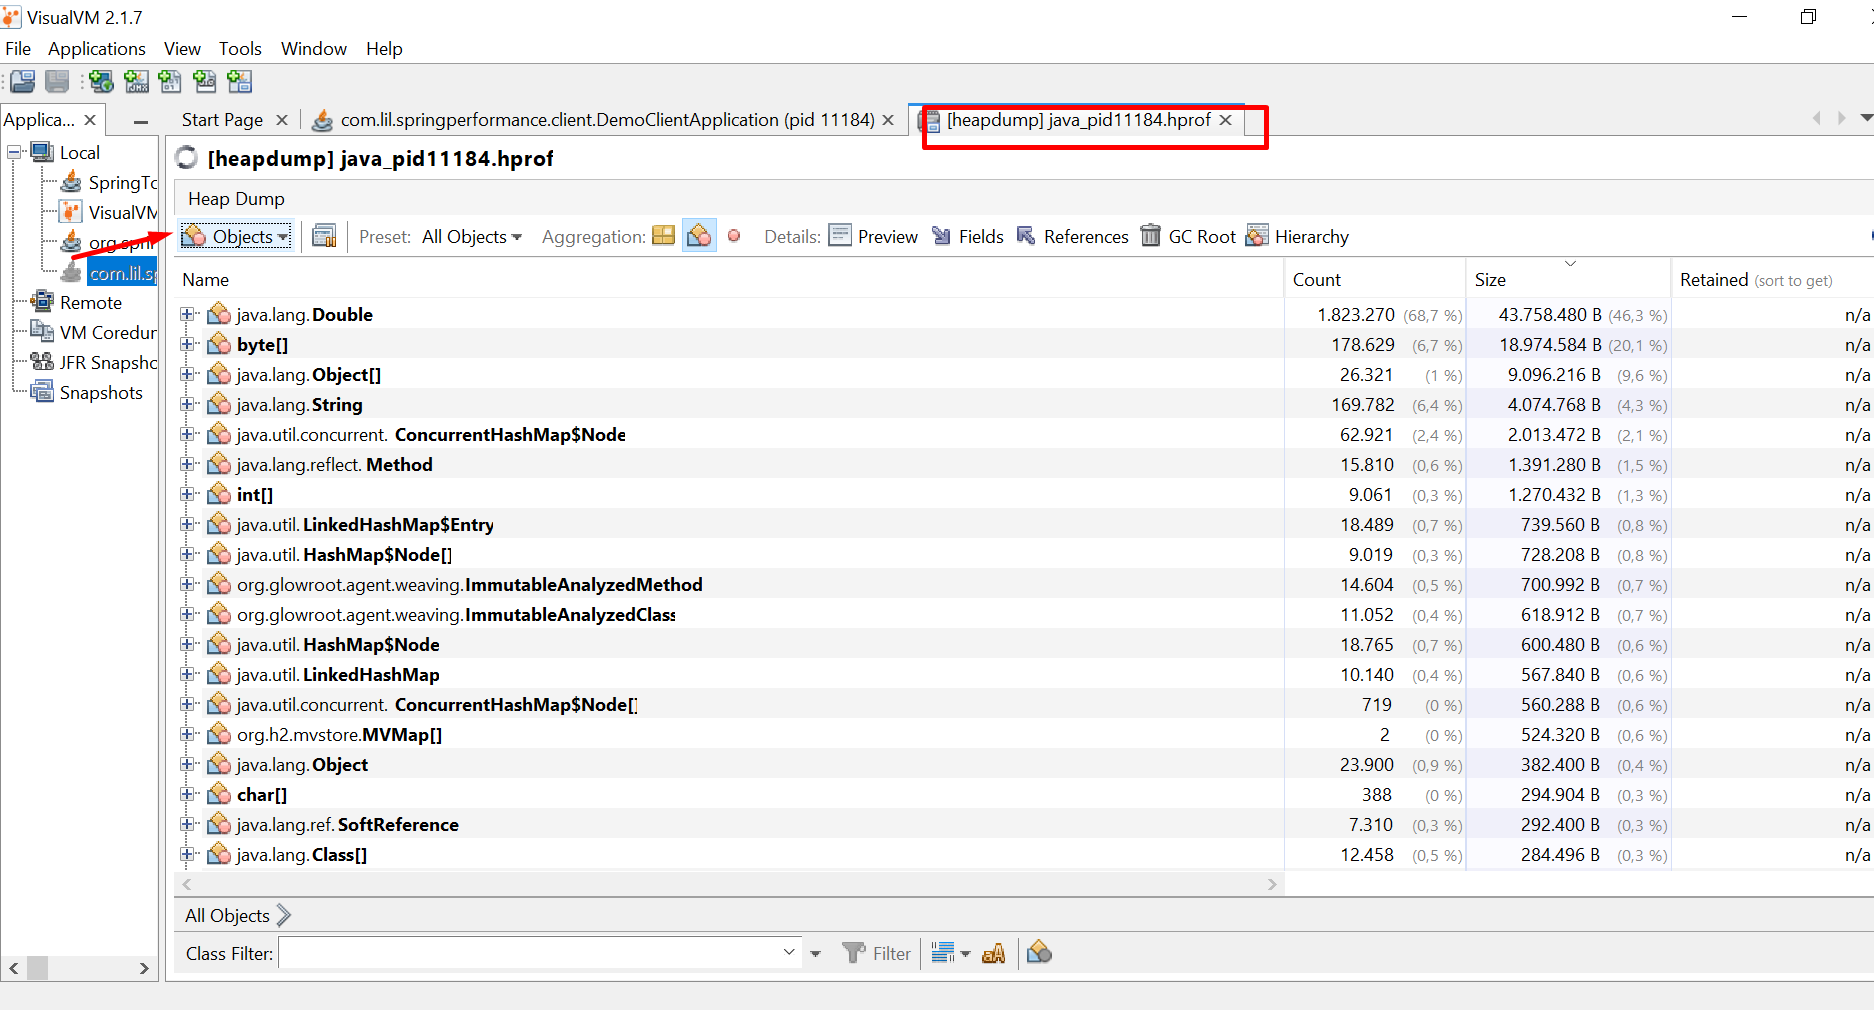 VisualVM 2.1.7
File Applications View Tools Window Help
Applica...
Start Page
com.lil.springperformance.client.DemoClientApplication (pid 11184)
[heapdump] java_pid11184.hprof
Local
SpringTo
VisualVM
org.spri
com.lil.sp
Remote
VM Coredur
JFR Snapsho
Snapshots
[heapdump] java_pid11184.hprof
Heap Dump
Objects Preset: All Objects Aggregation: Details: Preview Fields References GC Root Hierarchy
Name Count Size Retained (sort to get)
java.lang.Double 1.823.270 (68,7 %) 43.758.480 B (46,3 %) n/a
byte[] 178.629 (6,7 %) 18.974.584 B (20,1 %) n/a
java.lang.Object[] 26.321 (1 %) 9.096.216 B (9,6 %) n/a
java.lang.String 169.782 (6,4 %) 4.074.768 B (4,3 %) n/a
java.util.concurrent.ConcurrentHashMap$Node 62.921 (2,4 %) 2.013.472 B (2,1 %) n/a
java.lang.reflect.Method 15.810 (0,6 %) 1.391.280 B (1,5 %) n/a
int[] 9.061 (0,3 %) 1.270.432 B (1,3 %) n/a
java.util.LinkedHashMap$Entry 18.489 (0,7 %) 739.560 B (0,8 %) n/a
java.util.HashMap$Node[] 9.019 (0,3 %) 728.208 B (0,8 %) n/a
org.glowroot.agent.weaving.ImmutableAnalyzedMethod 14.604 (0,5 %) 700.992 B (0,7 %) n/a
org.glowroot.agent.weaving.ImmutableAnalyzedClass 11.052 (0,4 %) 618.912 B (0,7 %) n/a
java.util.HashMap$Node 18.765 (0,7 %) 600.480 B (0,6 %) n/a
java.util.LinkedHashMap 10.140 (0,4 %) 567.840 B (0,6 %) n/a
java.util.concurrent.ConcurrentHashMap$Node[] 719 (0 %) 560.288 B (0,6 %) n/a
org.h2.mvstore.MVMap[] 2 (0 %) 524.320 B (0,6 %) n/a
java.lang.Object 23.900 (0,9 %) 382.400 B (0,4 %) n/a
char[] 388 (0 %) 294.904 B (0,3 %) n/a
java.lang.ref.SoftReference 7.310 (0,3 %) 292.400 B (0,3 %) n/a
java.lang.Class[] 12.458 (0,5 %) 284.496 B (0,3 %) n/a
All Objects
Class Filter: Filter